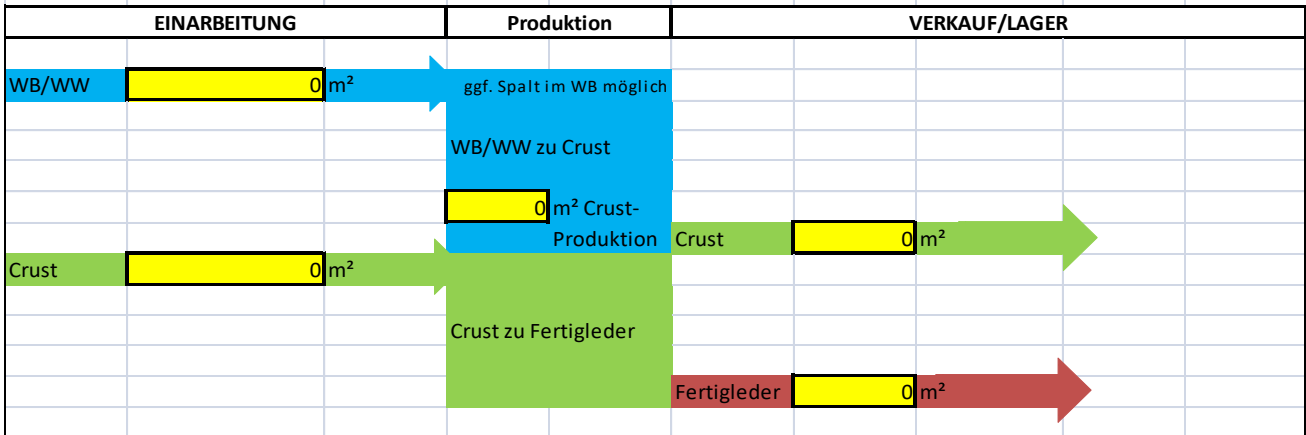 EINARBEITUNG Produktion VERKAUF/LAGER
WB/WW 0 m² ggf. Spalt im WB möglich
WB/WW zu Crust
0 m² Crust-
Produktion Crust 0 m²
Crust 0 m²
Crust zu Fertigleder
Fertigleder 0 m²